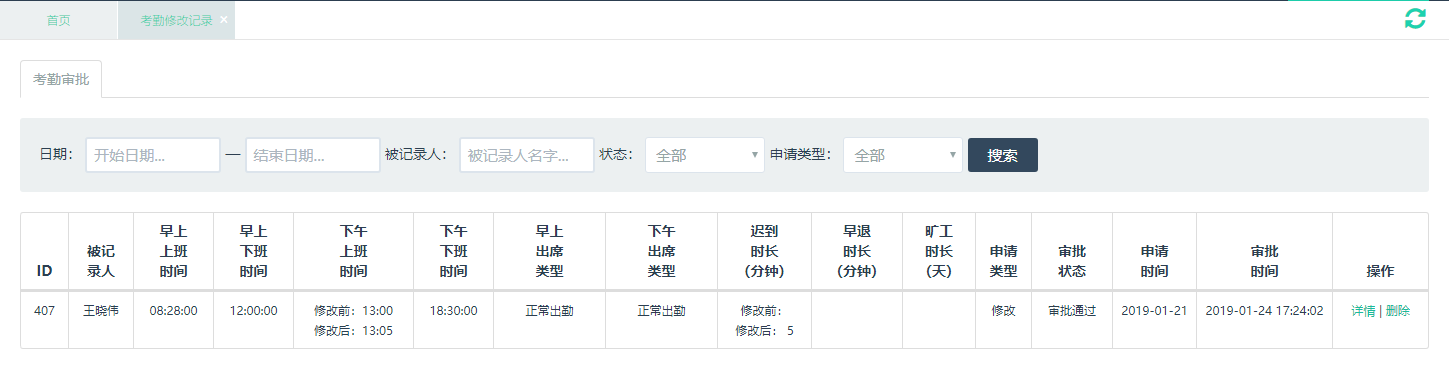 首页 考勤修改记录 ×
考勤审批
日期： 开始日期... — 结束日期... 被记录人： 被记录人名字... 状态： 全部 申请类型： 全部 搜索
ID
被记
录人
早上
上班
时间
早上
下班
时间
下午
上班
时间
下午
下班
时间
早上
出席
类型
下午
出席
类型
迟到
时长
(分钟)
早退
时长
(分钟)
旷工
时长
(天)
申请
类型
审批
状态
申请
时间
审批
时间
操作
407 王晓伟 08:28:00 12:00:00 修改前：13:00 18:30:00 正常出勤 正常出勤 修改前： 修改 审批通过 2019-01-21 2019-01-24 17:24:02 详情 | 删除
修改后：13:05 修改后： 5